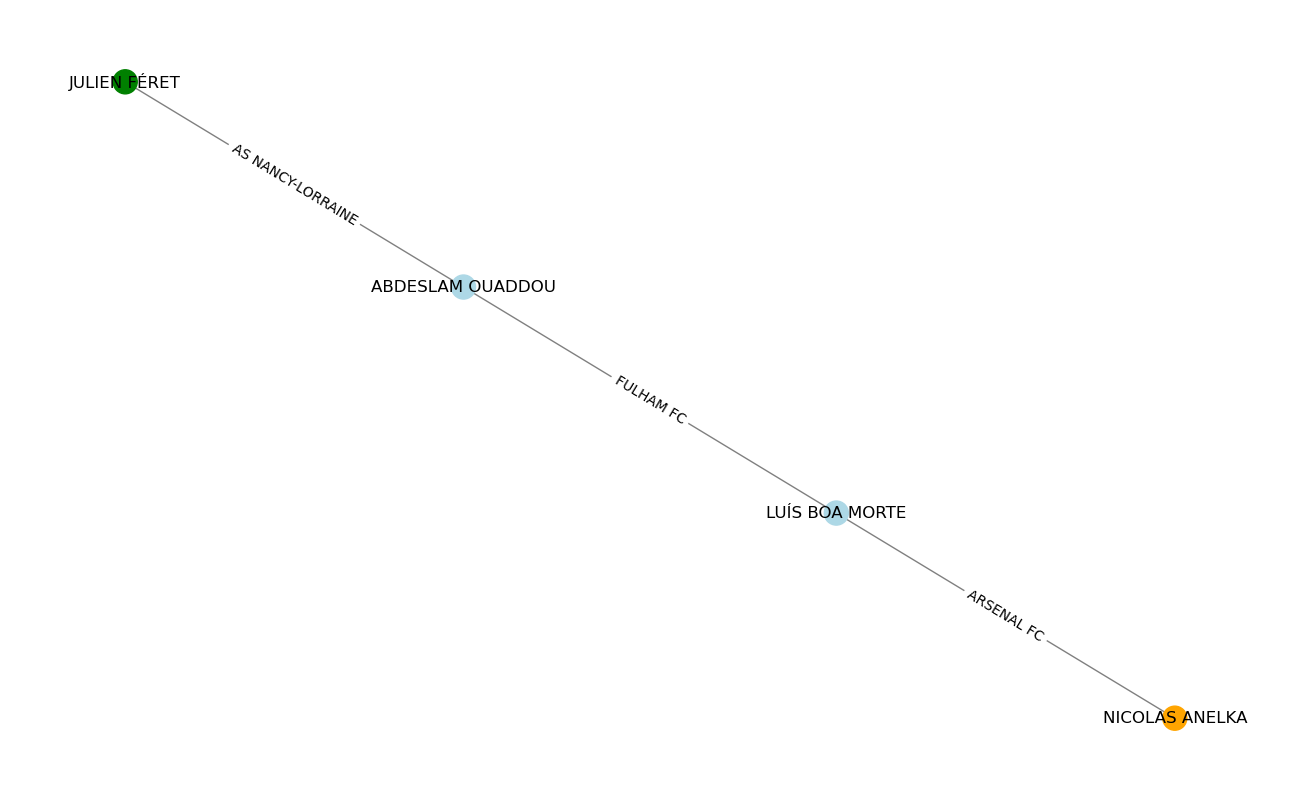 JULIEN FÉRET
AS NANCY-LORRAINE
ABDESLAM OUADDOU
FULHAM FC
LUÍS BOA MORTE
ARSENAL FC
NICOLAS ANELKA